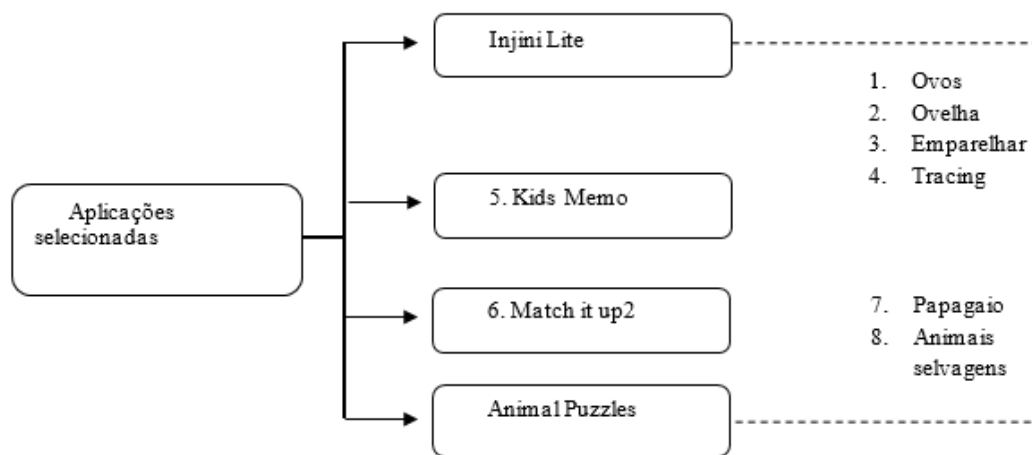 Injini Lite
1. Ovos
2. Ovelha
3. Emparelhar
4. Tracing
Aplicações
selecionadas
5. Kids Memo
6. Match it up2
7. Papagaio
8. Animais
selvagens
Animal Puzzles